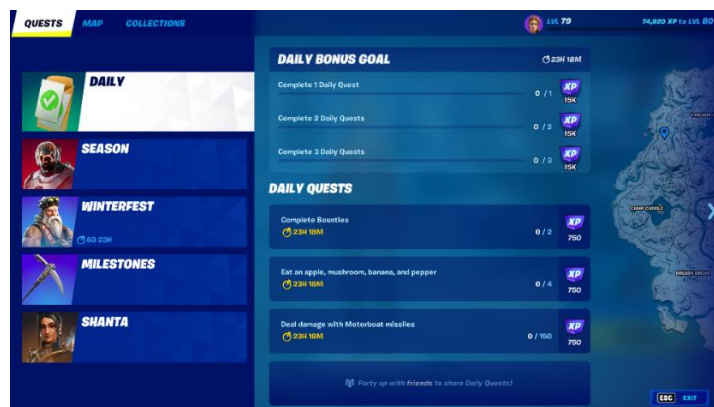 QUESTS MAP COLLECTIONS
LVL 79
74,820 XP to LVL 80
DAILY
SEASON
WINTERFEST
6D 23H
MILESTONES
SHANTA
DAILY BONUS GOAL
23H 18M
Complete 1 Daily Quest
0 / 1
XP
15K
Complete 2 Daily Quests
0 / 2
XP
15K
Complete 3 Daily Quests
0 / 3
XP
15K
DAILY QUESTS
Complete Bounties
23H 18M
0 / 2
XP
750
Eat an apple, mushroom, banana, and pepper
23H 18M
0 / 4
XP
750
Deal damage with Motorboat missiles
23H 18M
0 / 150
XP
750
Party up with friends to share Daily Quests!
CAMP CUDDLE
GREASY GROVE
ESC EXIT